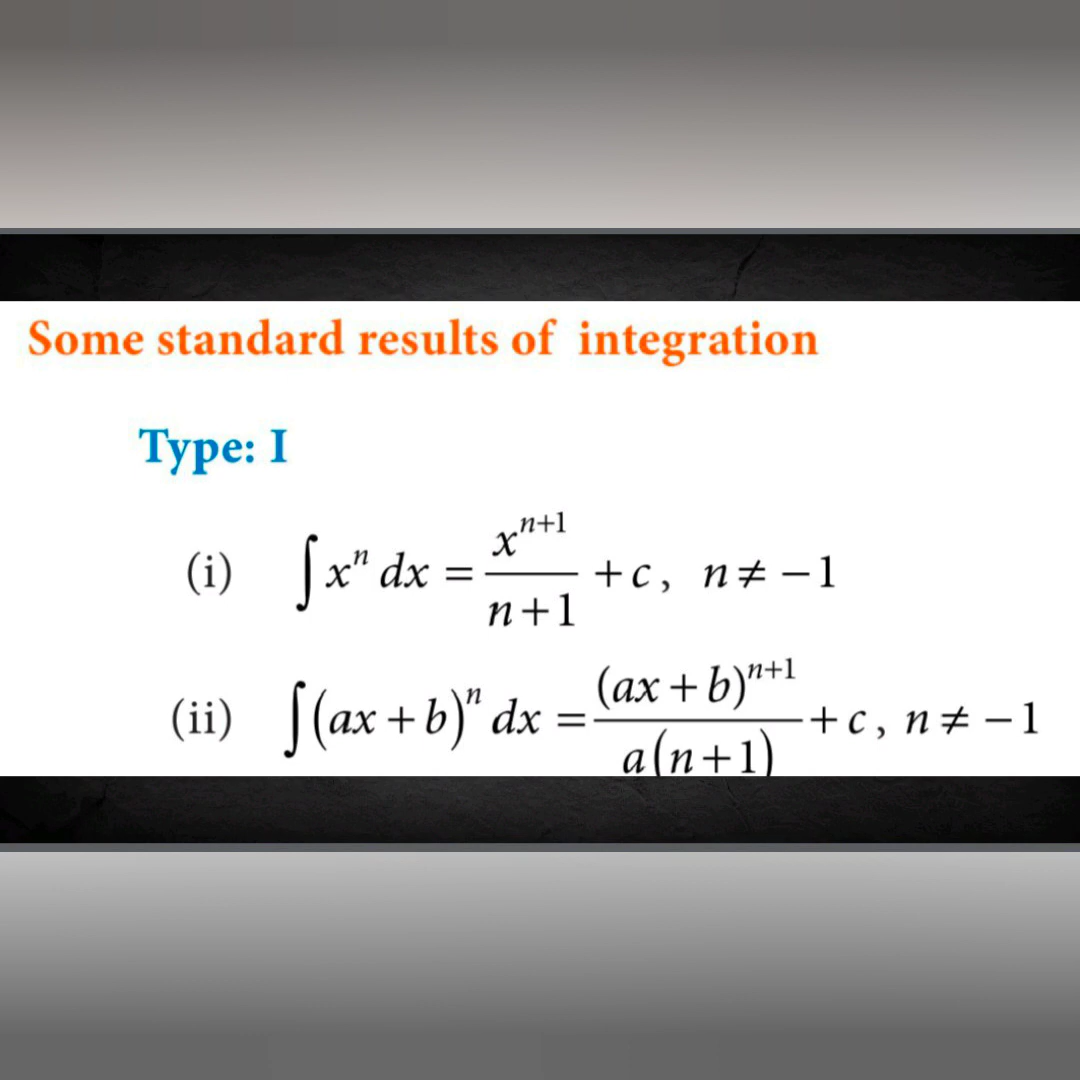 Some standard results of integration
Type: I
(i) ∫xⁿ dx = xⁿ⁺¹/n+1 +c, n≠ −1
(ii) ∫(ax+b)ⁿ dx = (ax+b)ⁿ⁺¹/a(n+1) +c, n≠ −1